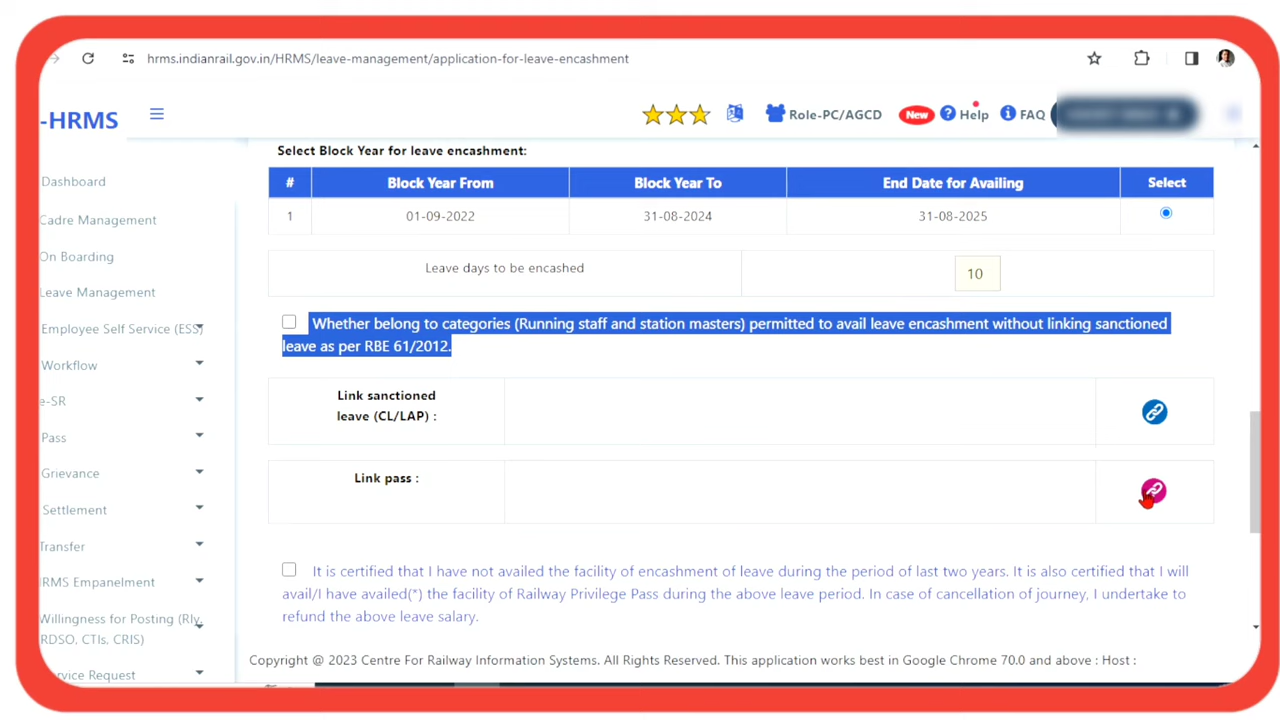 hrms.indianrail.gov.in/HRMS/leave-management/application-for-leave-encashment
-HRMS
Role-PC/AGCD
New
Help
FAQ
Dashboard
Cadre Management
On Boarding
Leave Management
Employee Self Service (ESS)
Workflow
e-SR
Pass
Grievance
Settlement
Transfer
HRMS Empanelment
Willingness for Posting (Rly,
RDSO, CTIs, CRIS)
Service Request
Select Block Year for leave encashment:
# Block Year From Block Year To End Date for Availing Select
1 01-09-2022 31-08-2024 31-08-2025
Leave days to be encashed 10
Whether belong to categories (Running staff and station masters) permitted to avail leave encashment without linking sanctioned
leave as per RBE 61/2012.
Link sanctioned
leave (CL/LAP) :
Link pass :
It is certified that I have not availed the facility of encashment of leave during the period of last two years. It is also certified that I will
avail/I have availed(*) the facility of Railway Privilege Pass during the above leave period. In case of cancellation of journey, I undertake to
refund the above leave salary.
Copyright @ 2023 Centre For Railway Information Systems. All Rights Reserved. This application works best in Google Chrome 70.0 and above : Host :